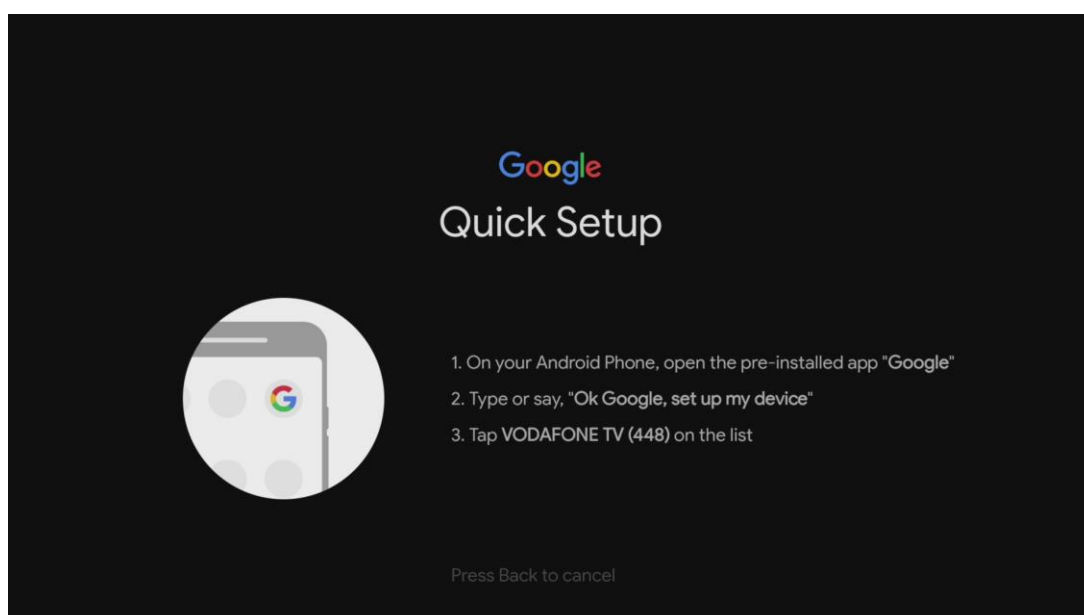 Google
Quick Setup
G
1. On your Android Phone, open the pre-installed app "Google"
2. Type or say, "Ok Google, set up my device"
3. Tap VODAFONE TV (448) on the list
Press Back to cancel